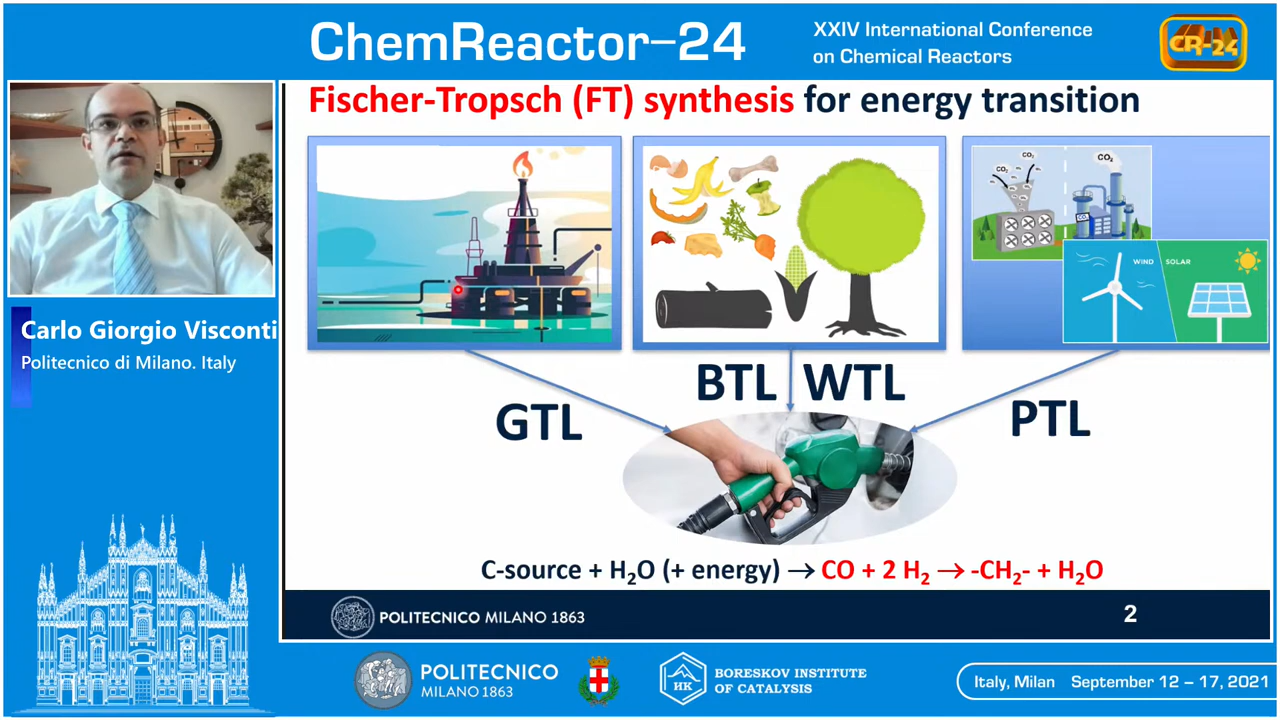 ChemReactor–24
XXIV International Conference
on Chemical Reactors
CR-24
Fischer-Tropsch (FT) synthesis for energy transition
Carlo Giorgio Visconti
Politecnico di Milano. Italy
CO₂
CO₂
CO₂
CO₂
WIND
SOLAR
GTL
BTL
WTL
PTL
C-source + H₂O (+ energy) → CO + 2 H₂ → -CH₂- + H₂O
POLITECNICO MILANO 1863
2
POLITECNICO
MILANO 1863
НК
BORESKOV INSTITUTE
OF CATALYSIS
Italy, Milan September 12 – 17, 2021